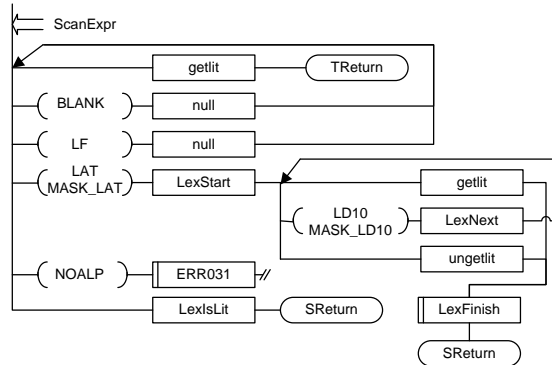 ScanExpr
getlit TReturn
BLANK null
LF null
LAT
MASK_LAT LexStart getlit
LD10
MASK_LD10 LexNext
ungetlit
NOALP ERR031
LexIsLit SReturn LexFinish
SReturn